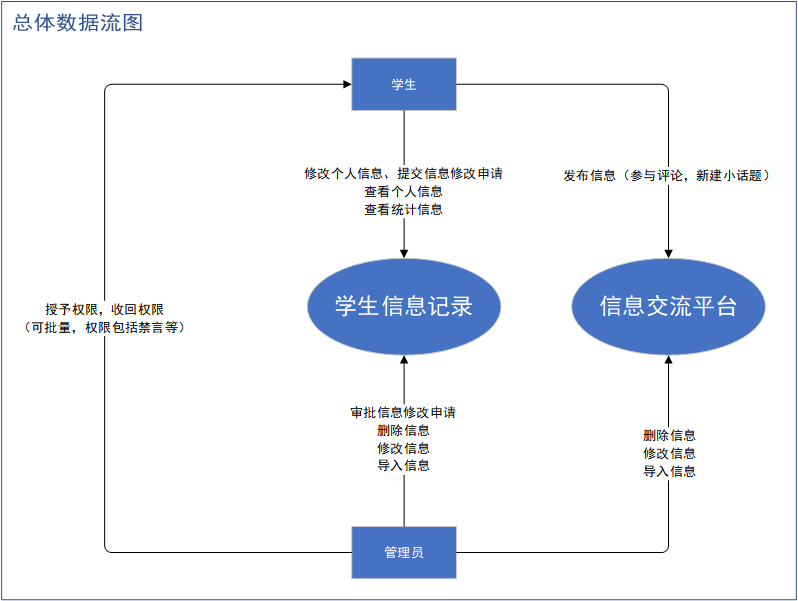 总体数据流图
学生
修改个人信息、提交信息修改申请
查看个人信息
查看统计信息
发布信息（参与评论，新建小话题）
授予权限，收回权限
（可批量，权限包括禁言等）
学生信息记录
信息交流平台
审批信息修改申请
删除信息
修改信息
导入信息
删除信息
修改信息
导入信息
管理员